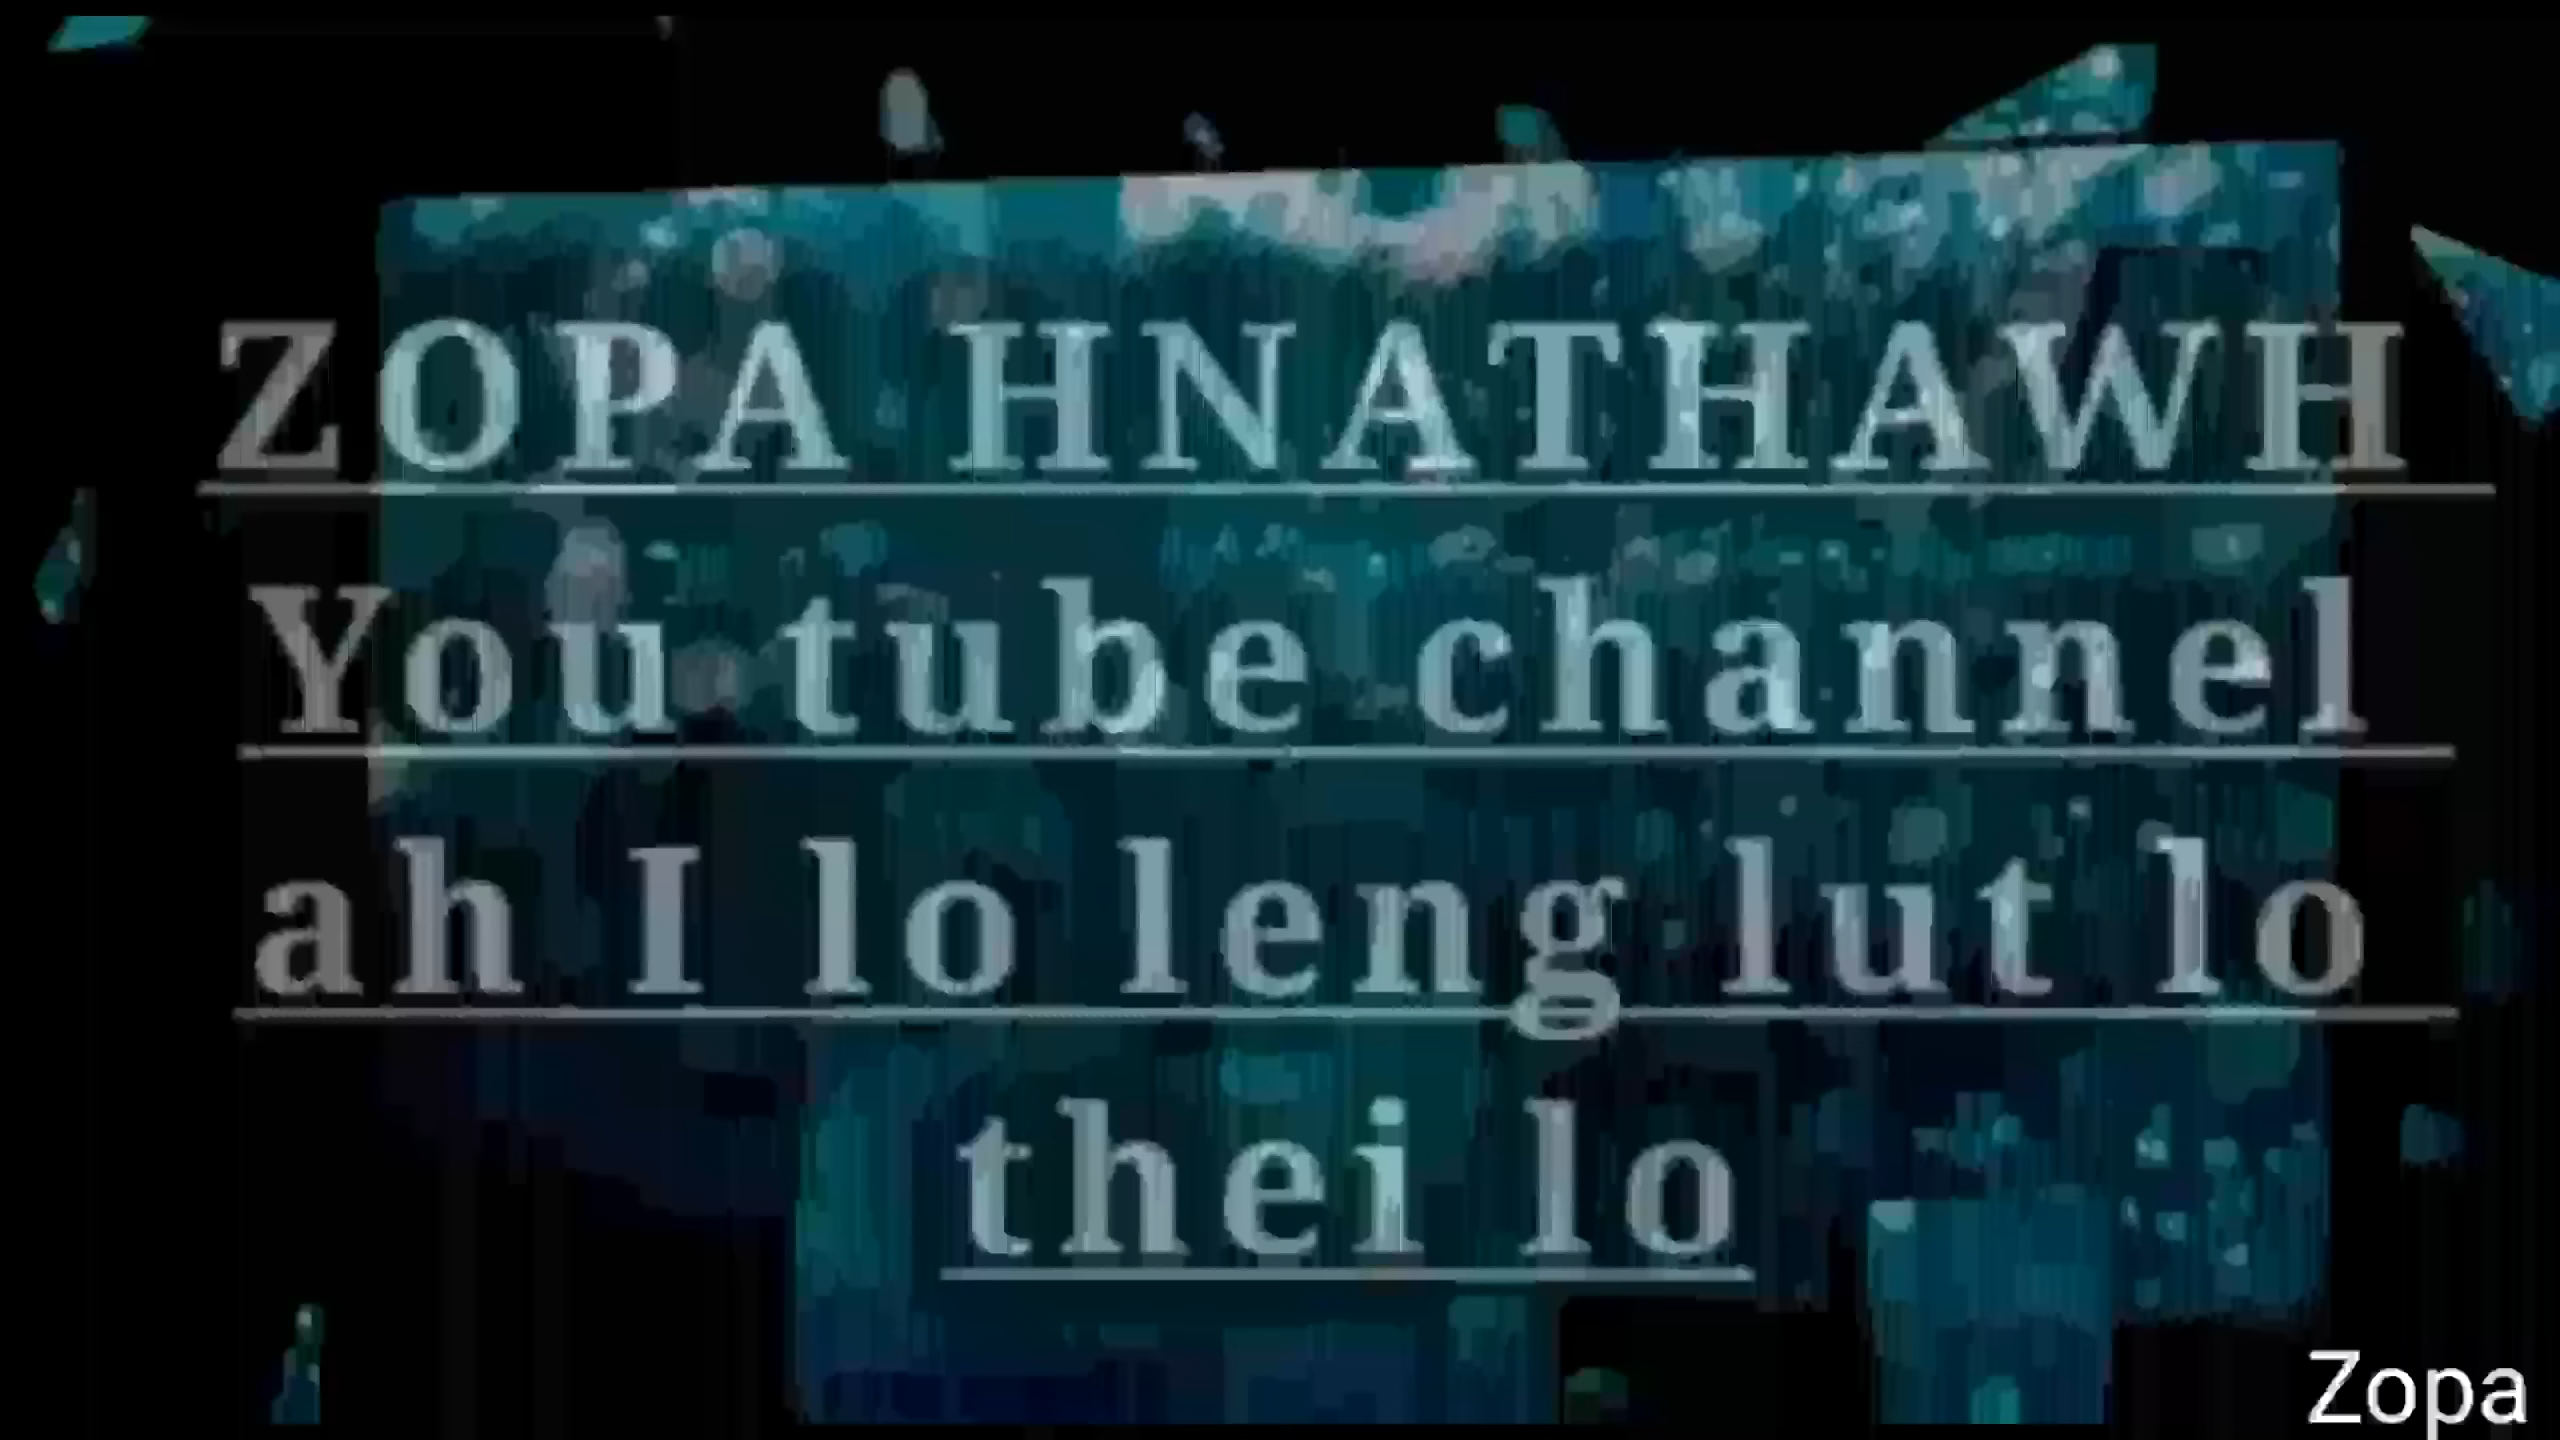 ZOPA HNATHAWH
You tube channel
ah I lo leng lut lo
thei lo
Zopa